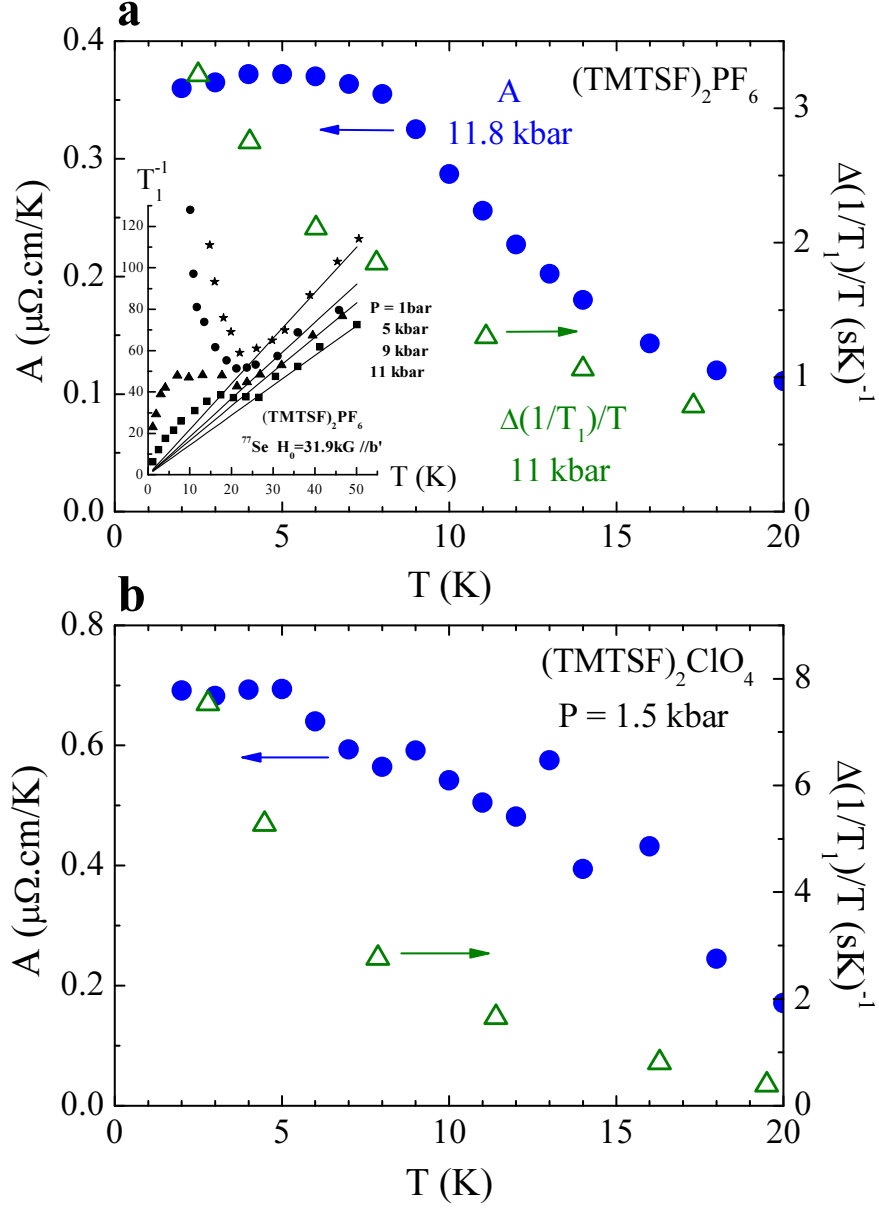 a
(TMTSF)₂PF₆
A
11.8 kbar
A (μΩ.cm/K)
0.4
0.3
0.2
0.1
0.0
T₁⁻¹
120
100
80
60
40
20
0
P = 1bar
5 kbar
9 kbar
11 kbar
(TMTSF)₂PF₆
⁷⁷Se H₀=31.9kG //b'
0 10 20 30 40 50
T (K)
Δ(1/T₁)/T
11 kbar
3
2
1
0
Δ(1/T₁)/T (sK)⁻¹
0 5 10 15 20
T (K)
b
(TMTSF)₂ClO₄
P = 1.5 kbar
A (μΩ.cm/K)
0.8
0.6
0.4
0.2
0.0
8
6
4
2
0
Δ(1/T₁)/T (sK)⁻¹
0 5 10 15 20
T (K)